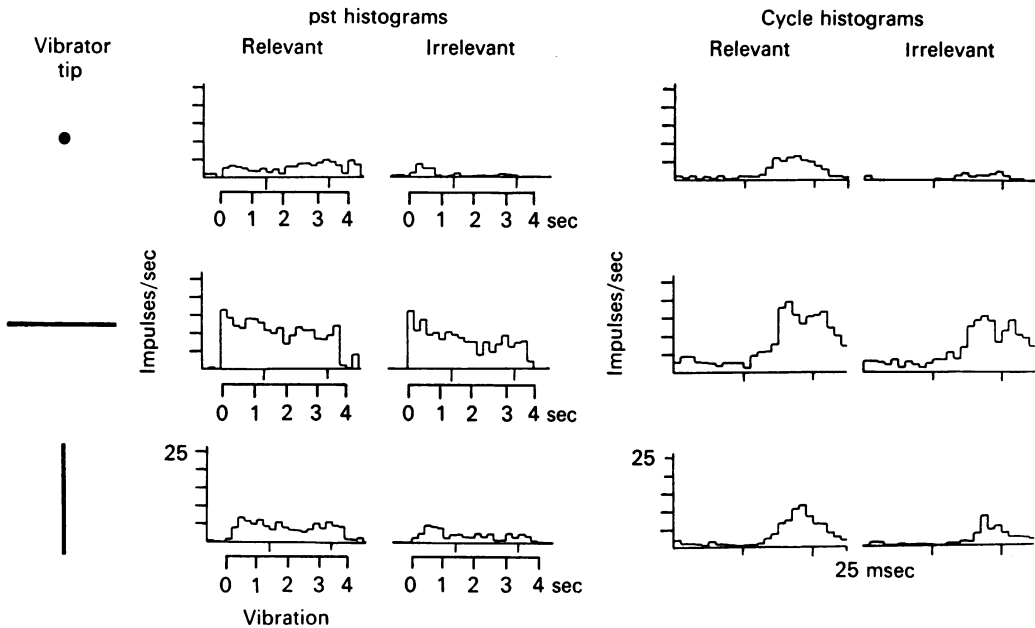 pst histograms Cycle histograms
Vibrator tip
Relevant Irrelevant Relevant Irrelevant
0 1 2 3 4 0 1 2 3 4 sec
Impulses/sec Impulses/sec
0 1 2 3 4 0 1 2 3 4 sec
25 25
0 1 2 3 4 0 1 2 3 4 sec
25 msec
Vibration